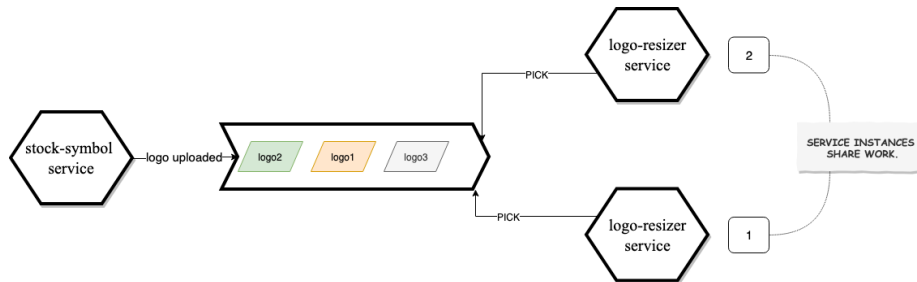 stock-symbol
service
logo uploaded
logo2
logo1
logo3
PICK
logo-resizer
service
2
SERVICE INSTANCES
SHARE WORK.
PICK
logo-resizer
service
1